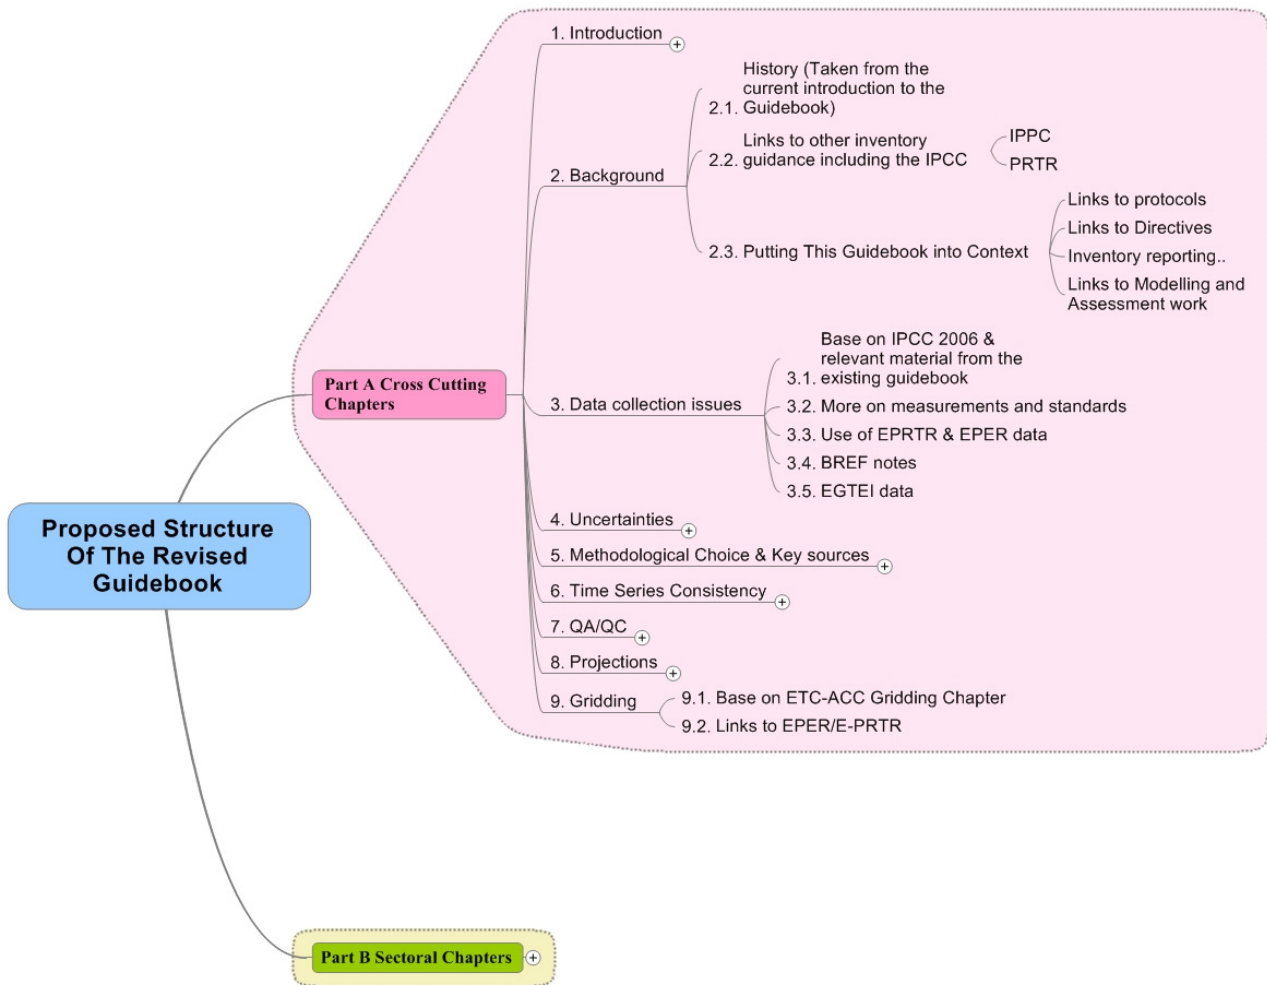 Proposed Structure
Of The Revised
Guidebook
Part A Cross Cutting
Chapters
1. Introduction
2. Background
History (Taken from the
current introduction to the
2.1. Guidebook)
Links to other inventory
2.2. guidance including the IPCC
IPPC
PRTR
2.3. Putting This Guidebook into Context
Links to protocols
Links to Directives
Inventory reporting..
Links to Modelling and
Assessment work
3. Data collection issues
Base on IPCC 2006 &
relevant material from the
3.1. existing guidebook
3.2. More on measurements and standards
3.3. Use of EPRTR & EPER data
3.4. BREF notes
3.5. EGTEI data
4. Uncertainties
5. Methodological Choice & Key sources
6. Time Series Consistency
7. QA/QC
8. Projections
9. Gridding
9.1. Base on ETC-ACC Gridding Chapter
9.2. Links to EPER/E-PRTR
Part B Sectoral Chapters